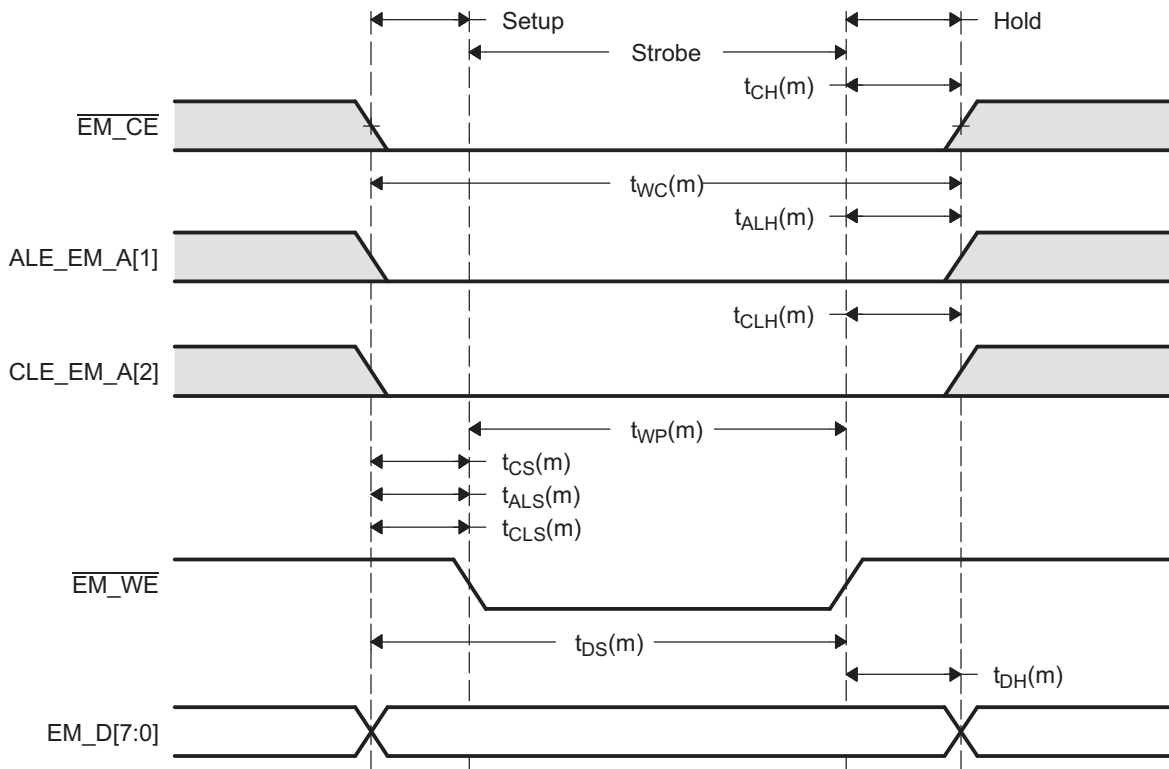 Setup
Hold
Strobe
tCH(m)
EM_CE
tWC(m)
tALH(m)
ALE_EM_A[1]
tCLH(m)
CLE_EM_A[2]
tWP(m)
tCS(m)
tALS(m)
tCLS(m)
EM_WE
tDS(m)
tDH(m)
EM_D[7:0]